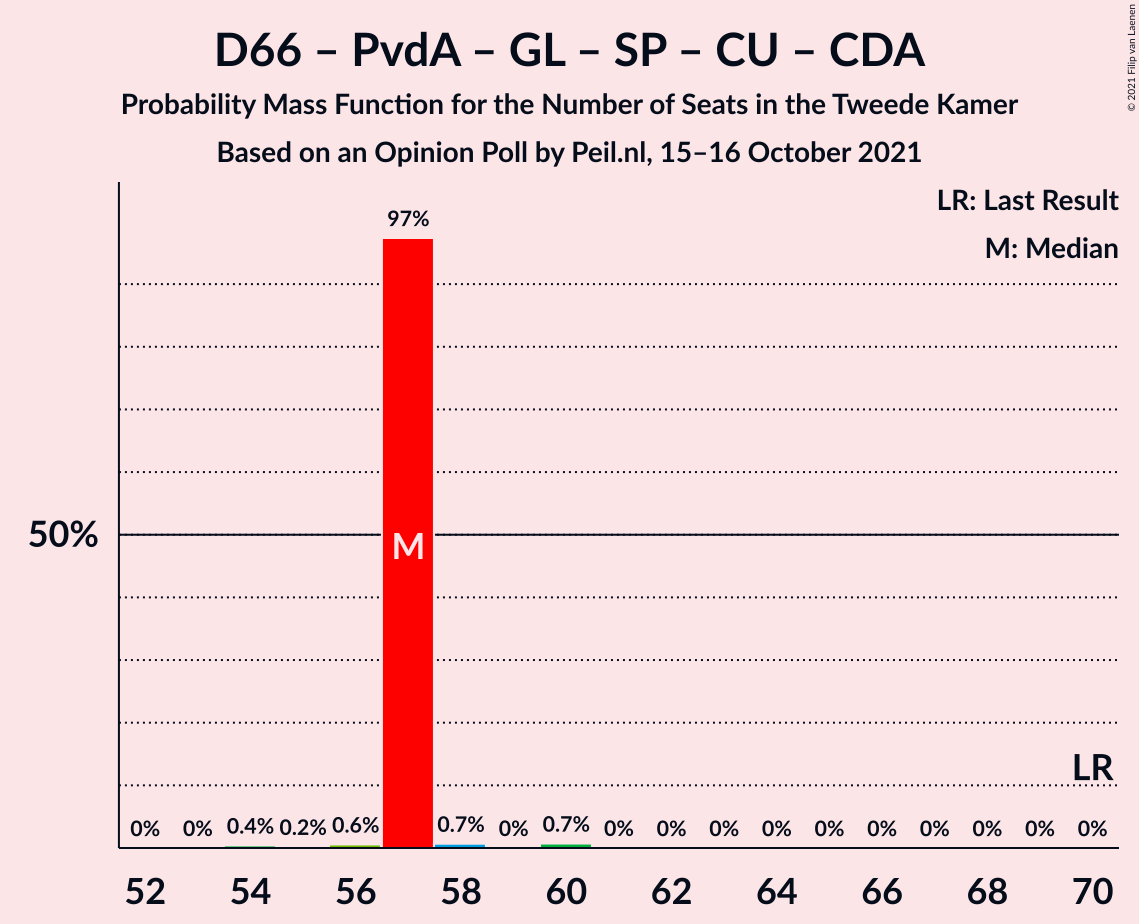 D66 – PvdA – GL – SP – CU – CDA
Probability Mass Function for the Number of Seats in the Tweede Kamer
Based on an Opinion Poll by Peil.nl, 15–16 October 2021
© 2021 Filip van Laenen
LR: Last Result
M: Median
97%
50%
M
LR
0% 0% 0.4% 0.2% 0.6% 0.7% 0% 0.7% 0% 0% 0% 0% 0% 0% 0% 0% 0% 0%
52 54 56 58 60 62 64 66 68 70